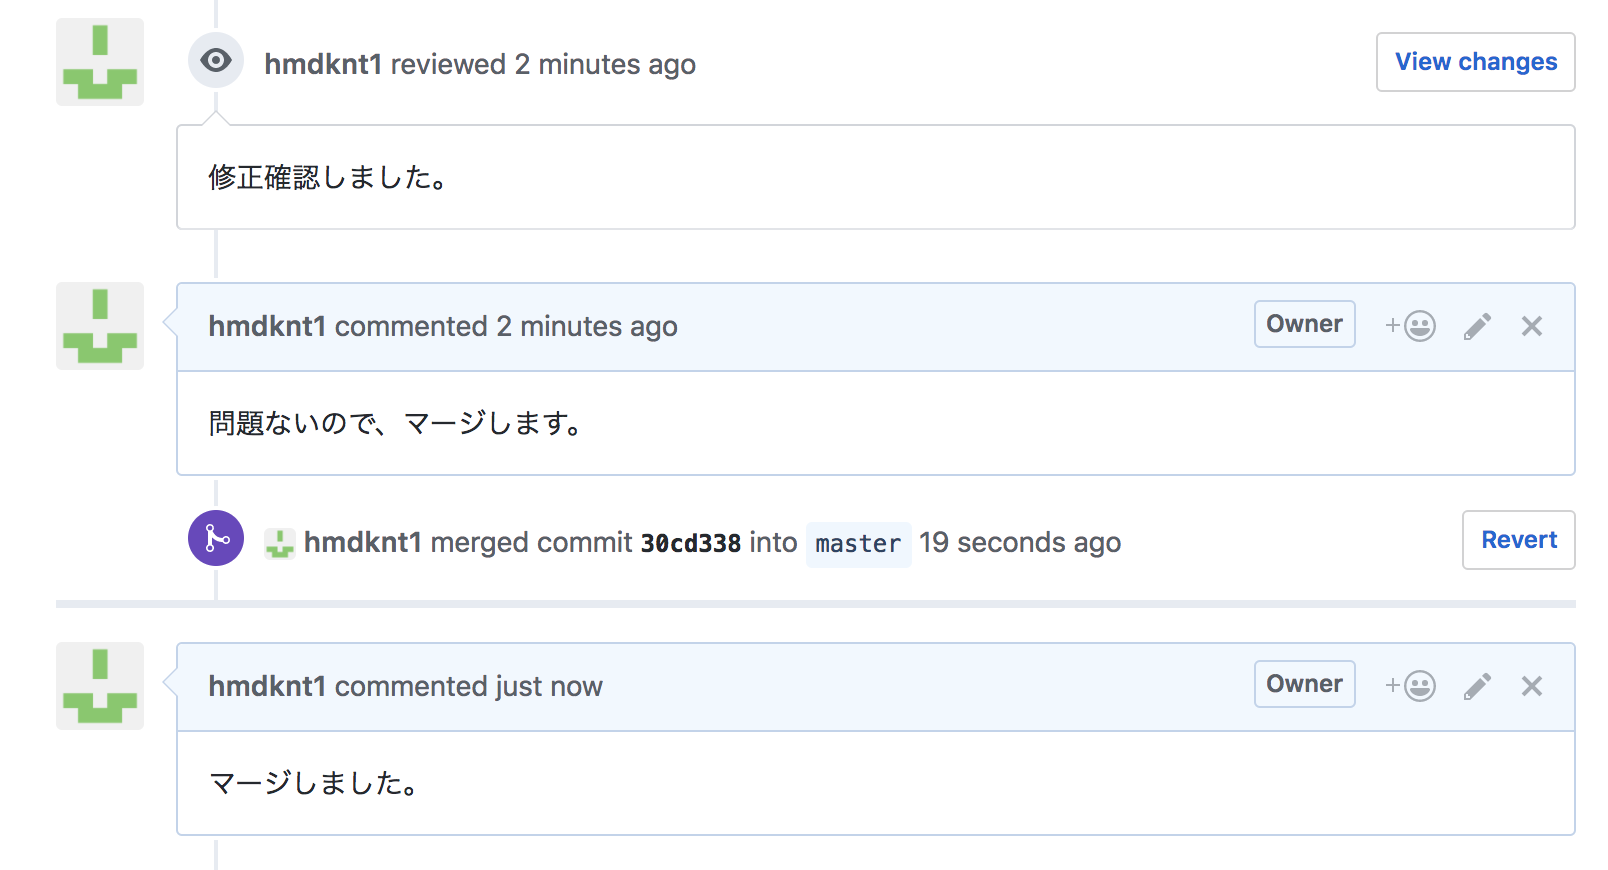 hmdknt1 reviewed 2 minutes ago
View changes
修正確認しました。
hmdknt1 commented 2 minutes ago
Owner
問題ないので、マージします。
hmdknt1 merged commit 30cd338 into master 19 seconds ago
Revert
hmdknt1 commented just now
Owner
マージしました。